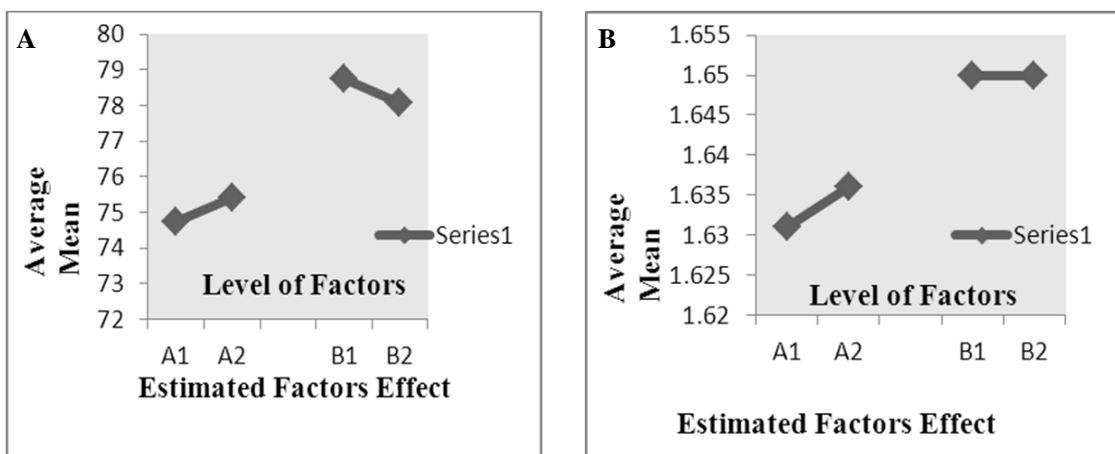 A
80
79
78
77
76
75
74
73
72
Average
Mean
Series1
Level of Factors
A1 A2 B1 B2
Estimated Factors Effect
B
1.655
1.65
1.645
1.64
1.635
1.63
1.625
1.62
Average
Mean
Series1
Level of Factors
A1 A2 B1 B2
Estimated Factors Effect